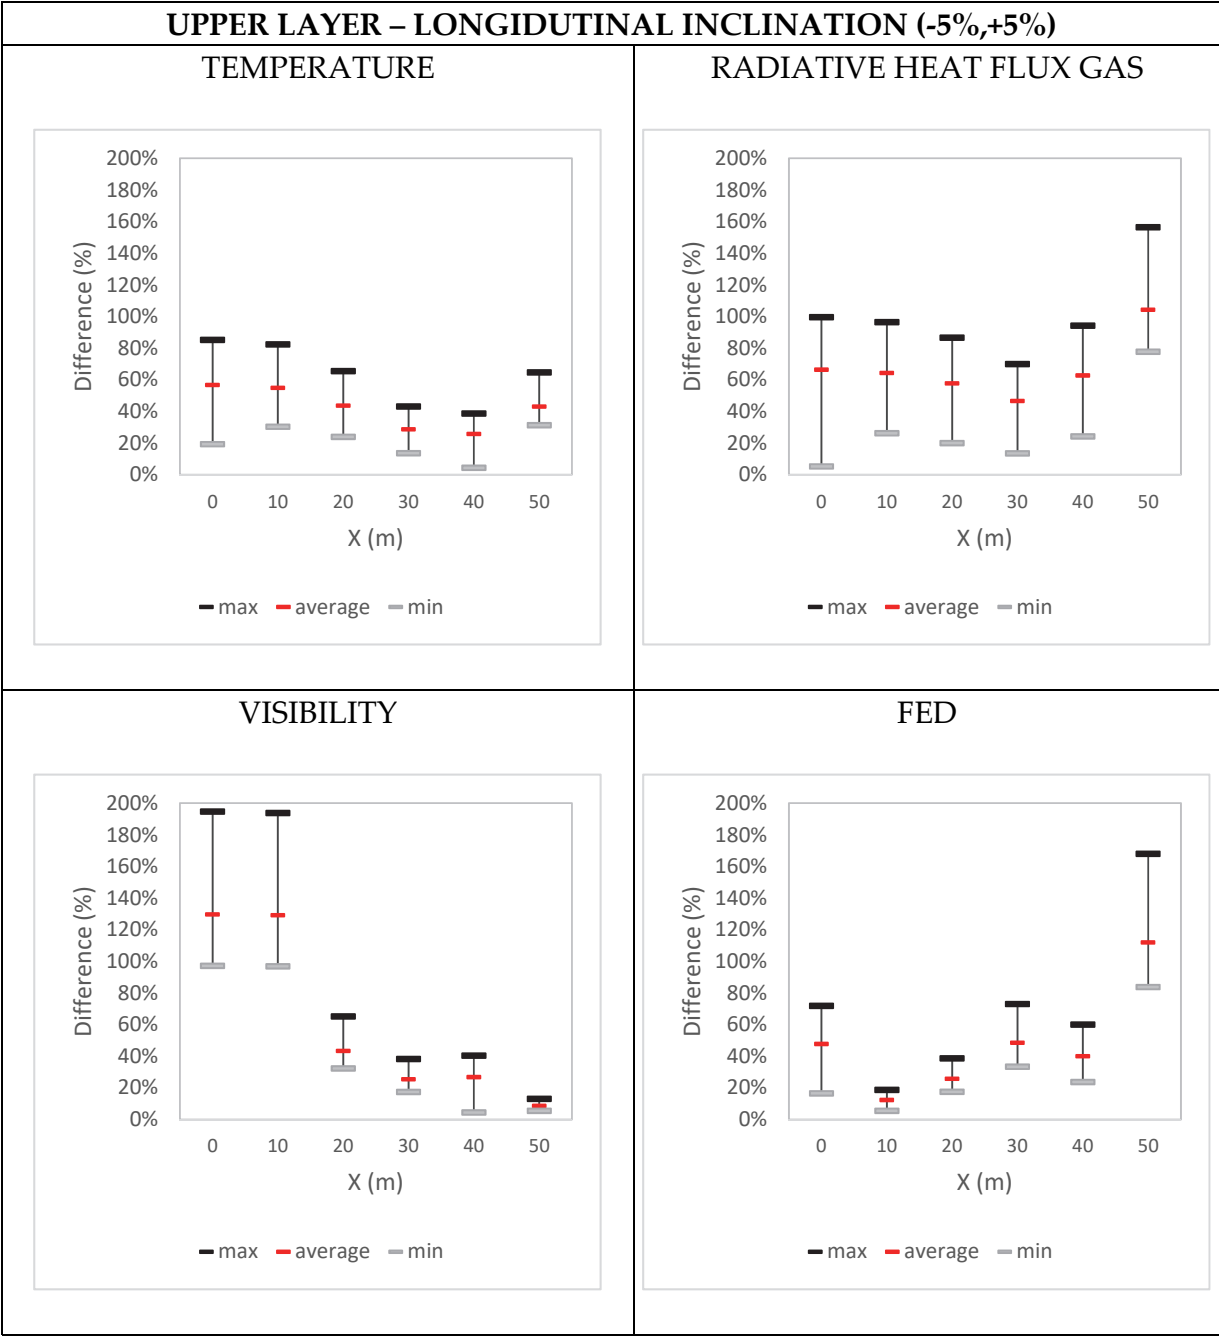 UPPER LAYER – LONGIDUTINAL INCLINATION (-5%,+5%)
TEMPERATURE
200%
180%
160%
140%
120%
100%
80%
60%
40%
20%
0%
Difference (%)
0 10 20 30 40 50
X (m)
max average min
RADIATIVE HEAT FLUX GAS
200%
180%
160%
140%
120%
100%
80%
60%
40%
20%
0%
Difference (%)
0 10 20 30 40 50
X (m)
max average min
VISIBILITY
200%
180%
160%
140%
120%
100%
80%
60%
40%
20%
0%
Difference (%)
0 10 20 30 40 50
X (m)
max average min
FED
200%
180%
160%
140%
120%
100%
80%
60%
40%
20%
0%
Difference (%)
0 10 20 30 40 50
X (m)
max average min